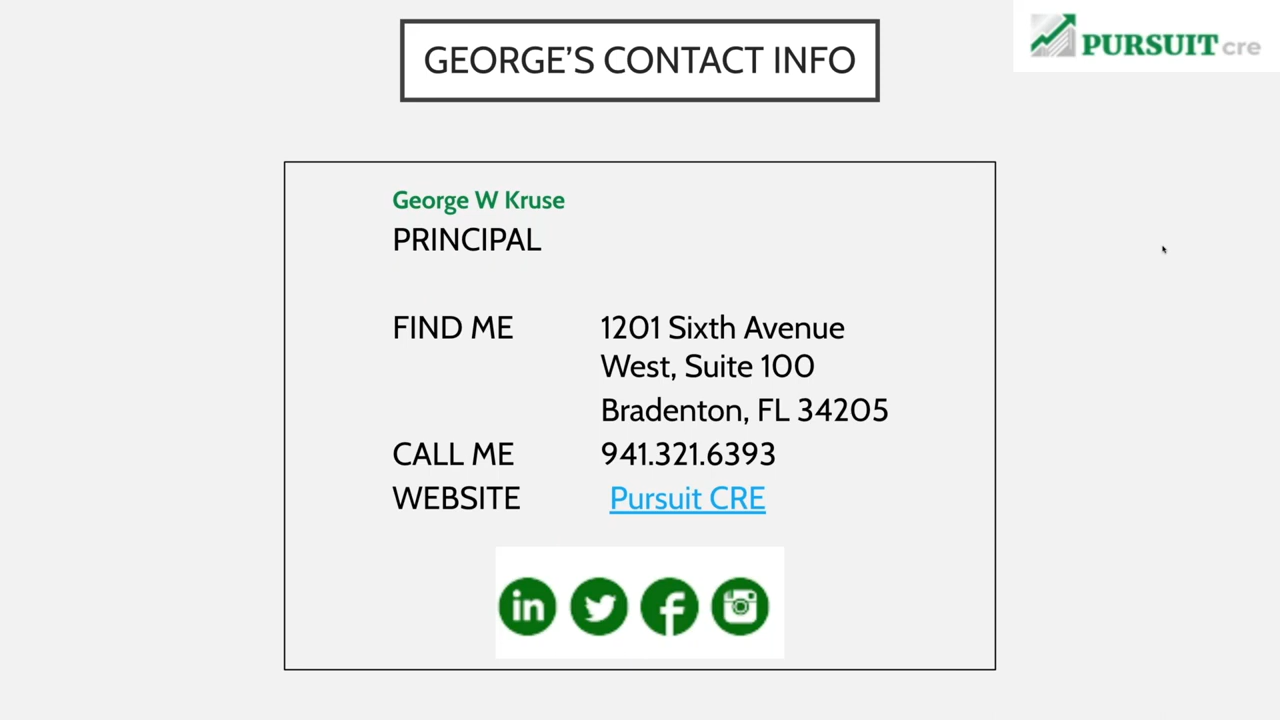 GEORGE’S CONTACT INFO
PURSUIT cre
George W Kruse
PRINCIPAL
FIND ME 1201 Sixth Avenue
West, Suite 100
Bradenton, FL 34205
CALL ME 941.321.6393
WEBSITE Pursuit CRE
in